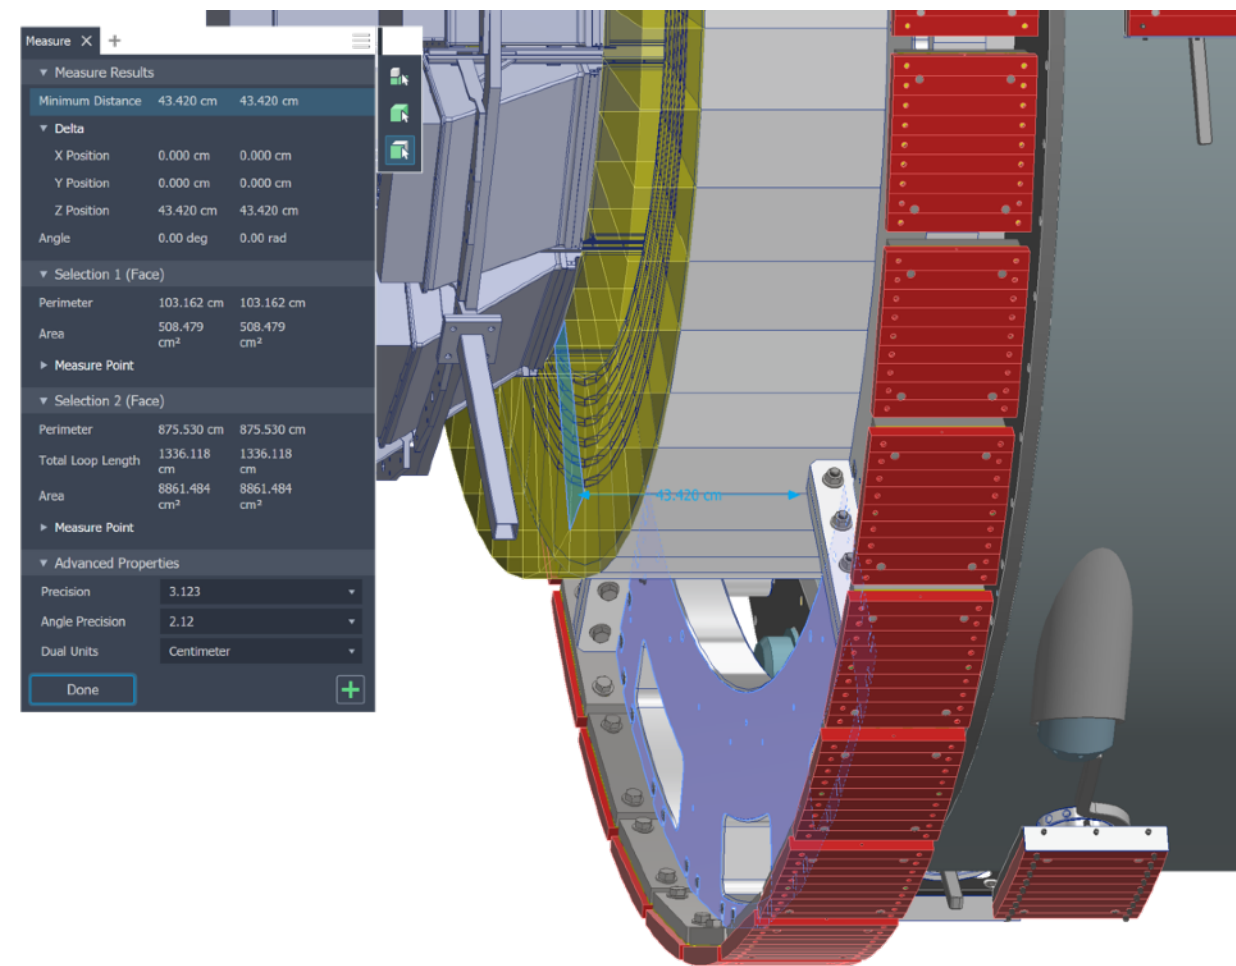 Measure
Measure Results
Minimum Distance 43.420 cm 43.420 cm
Delta
X Position 0.000 cm 0.000 cm
Y Position 0.000 cm 0.000 cm
Z Position 43.420 cm 43.420 cm
Angle 0.00 deg 0.00 rad
Selection 1 (Face)
Perimeter 103.162 cm 103.162 cm
Area 508.479 cm² 508.479 cm²
Measure Point
Selection 2 (Face)
Perimeter 875.530 cm 875.530 cm
Total Loop Length 1336.118 cm 1336.118 cm
Area 8861.484 cm² 8861.484 cm²
Measure Point
Advanced Properties
Precision 3.123
Angle Precision 2.12
Dual Units Centimeter
Done
43.420 cm